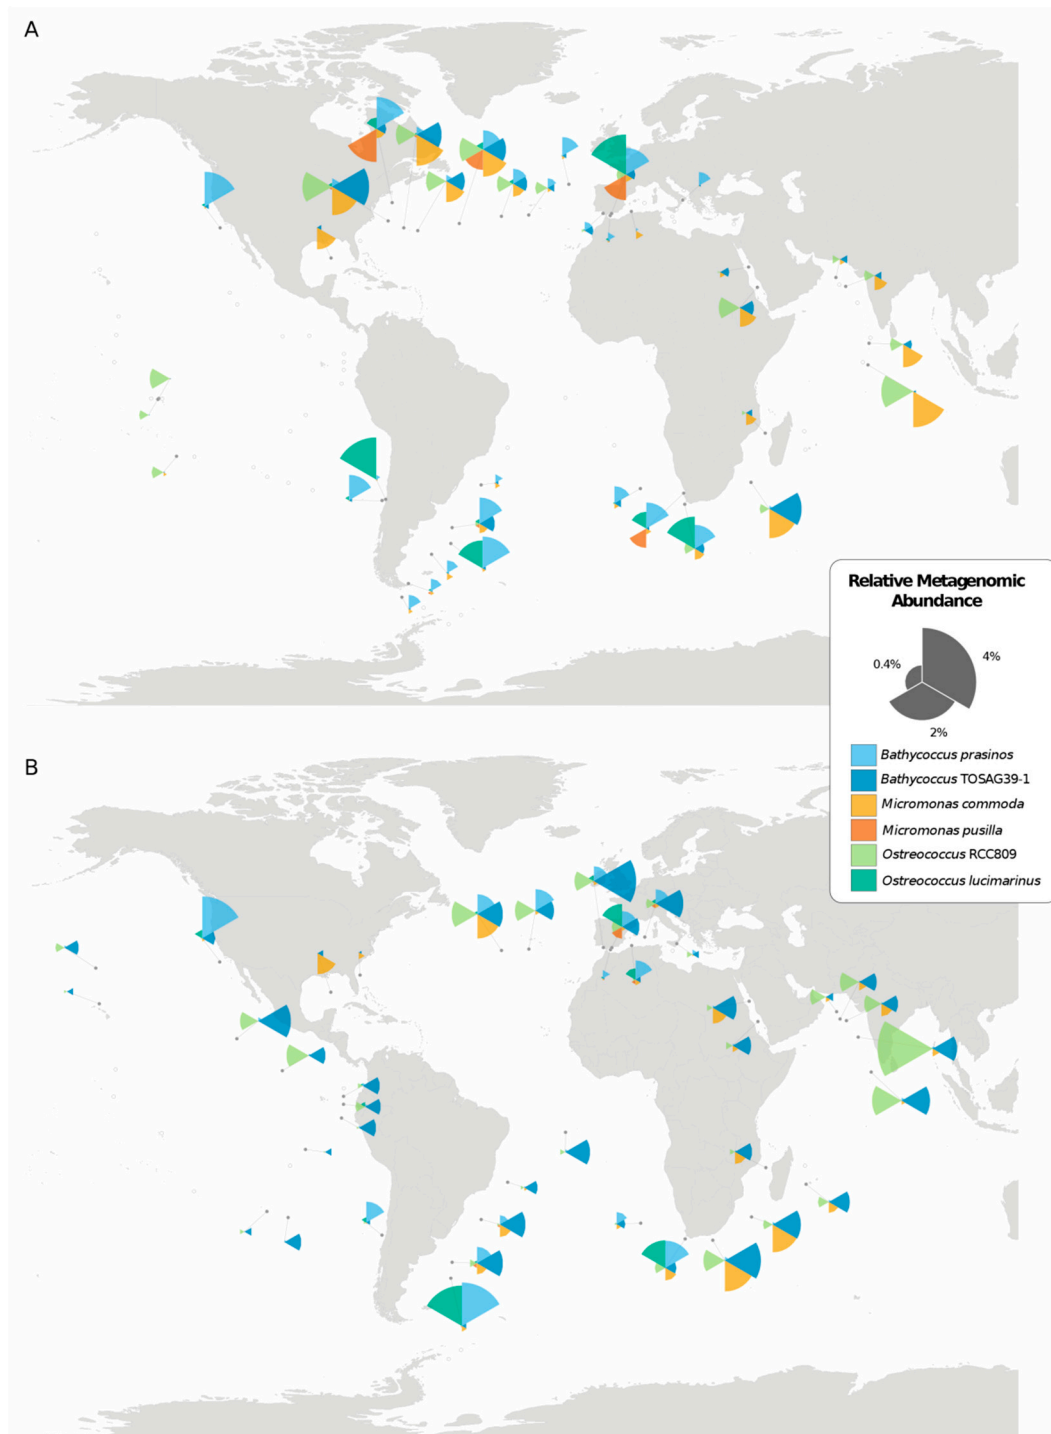 A
Relative Metagenomic
Abundance
0.4%
4%
2%
Bathycoccus prasinos
Bathycoccus TOSAG39-1
Micromonas commoda
Micromonas pusilla
Ostreococcus RCC809
Ostreococcus lucimarinus
B